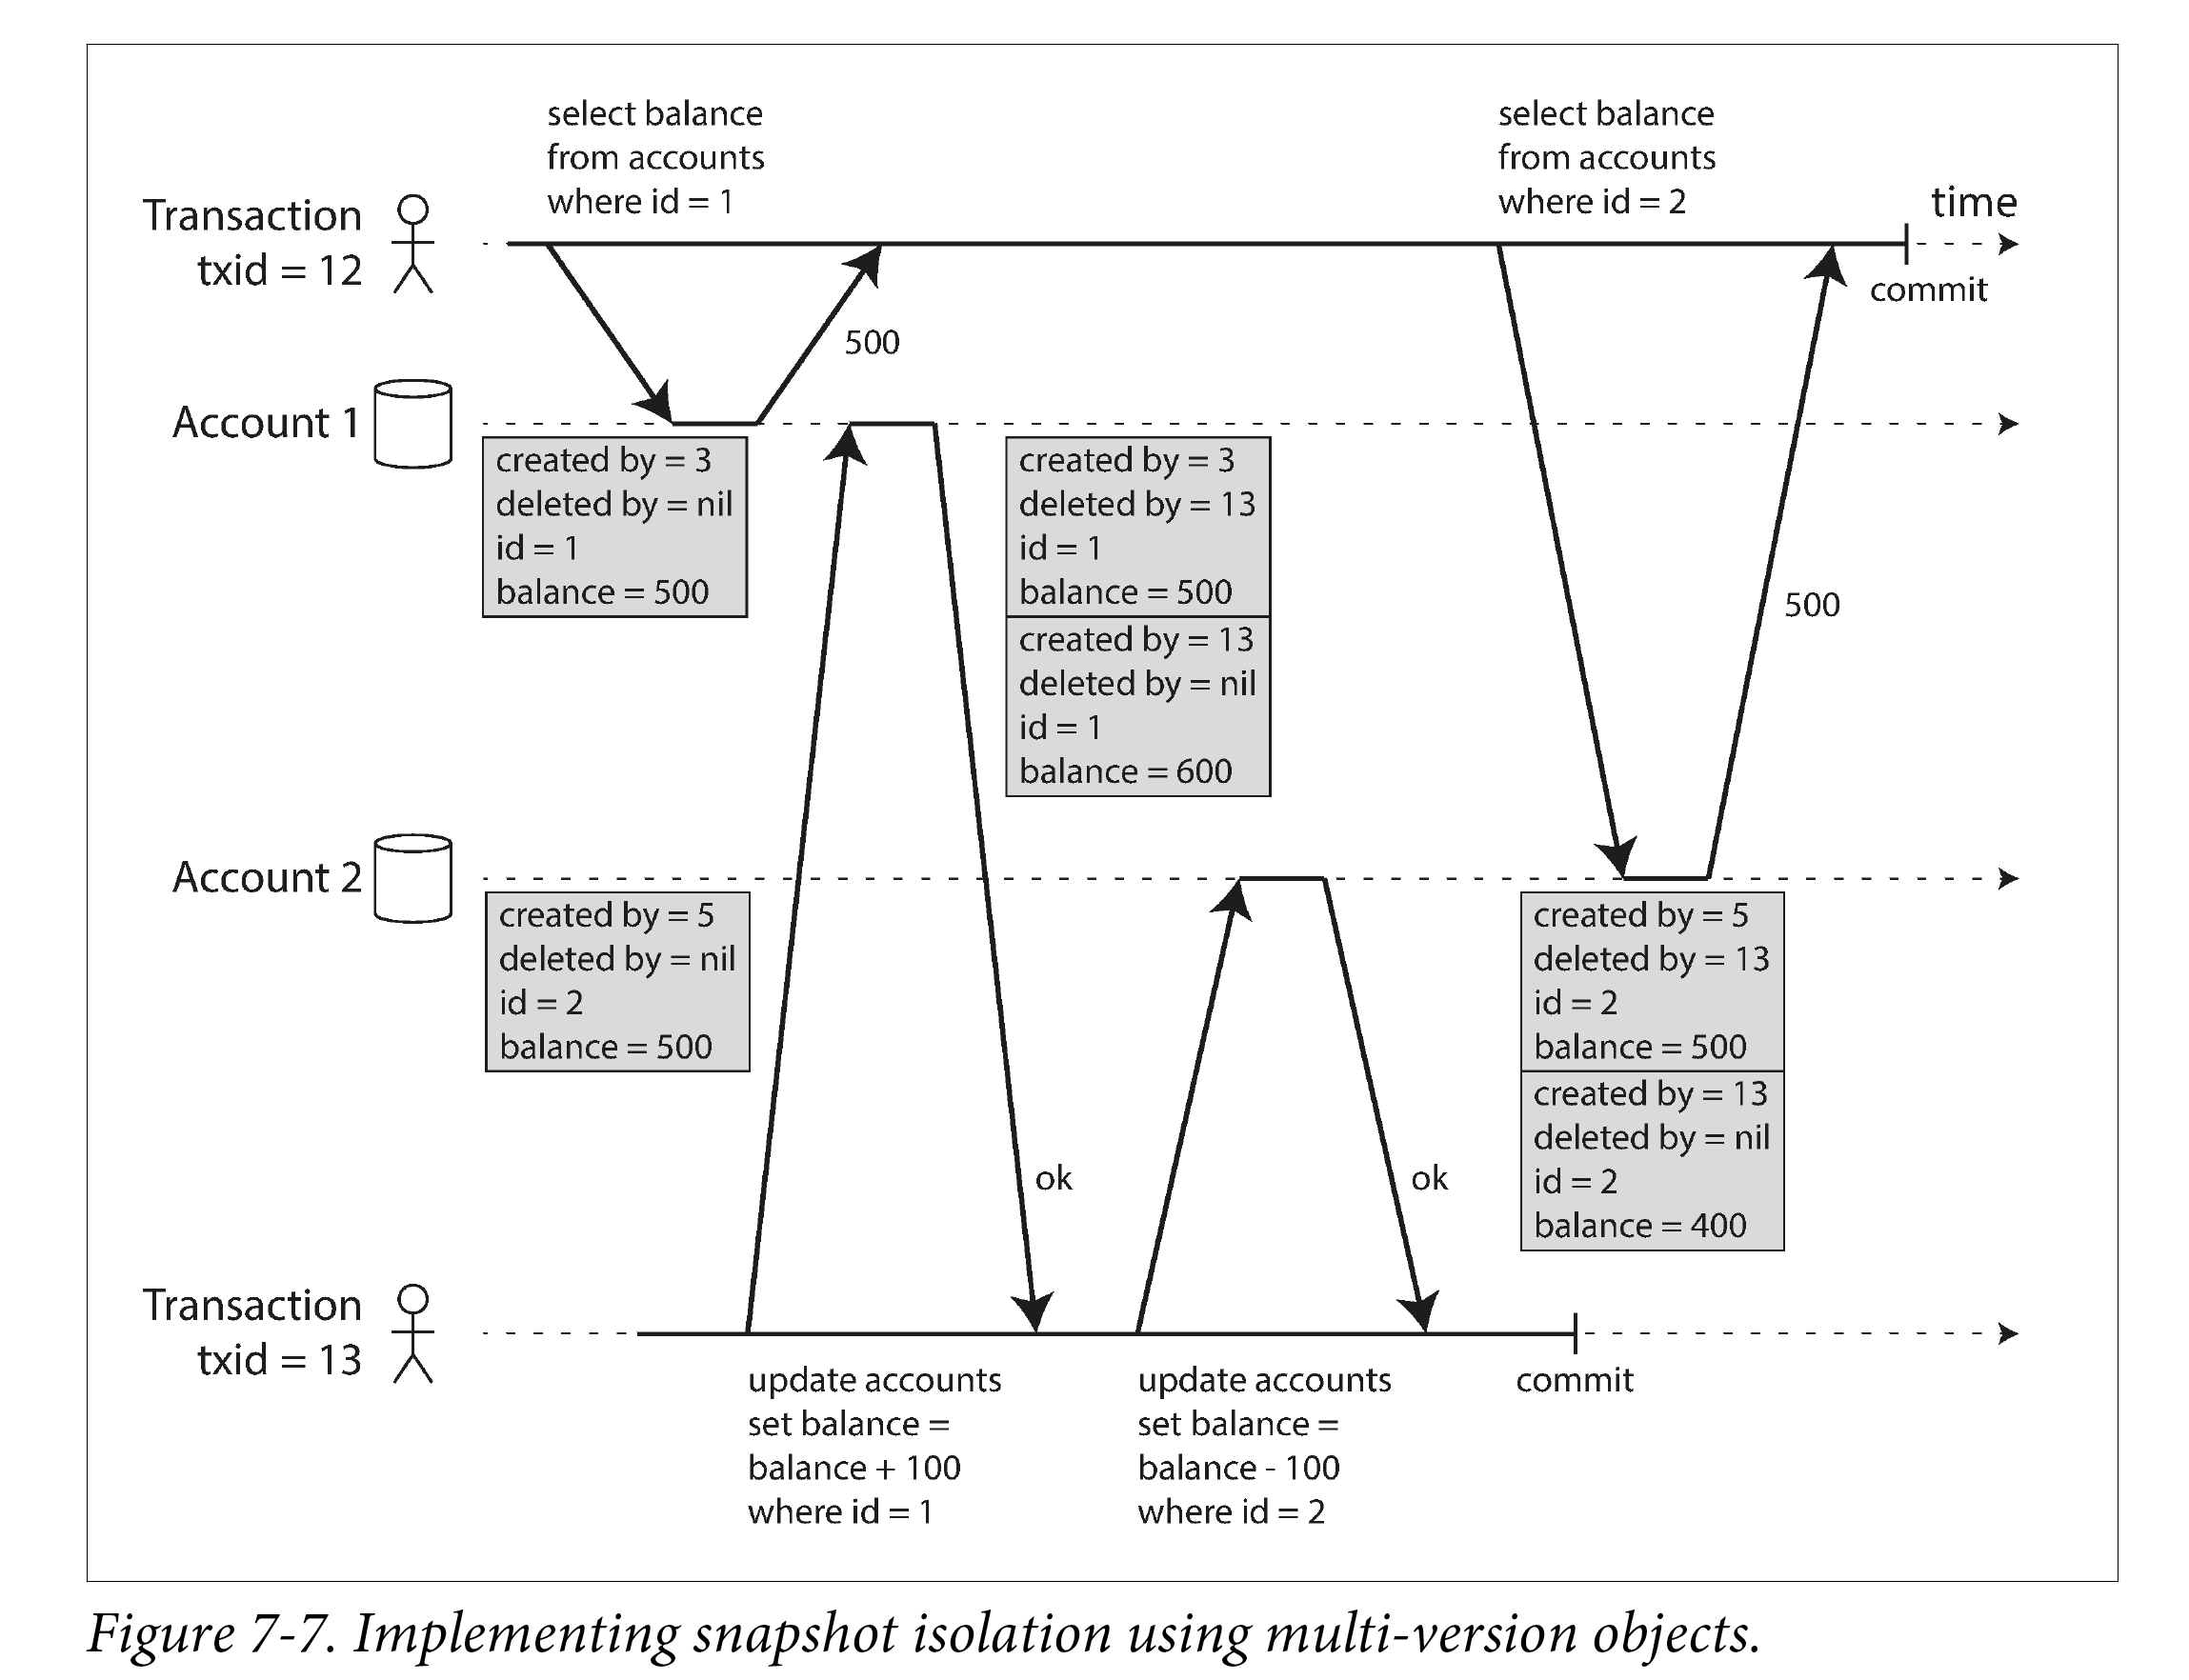 select balance
from accounts
where id = 1
select balance
from accounts
where id = 2
time
Transaction
txid = 12
commit
500
Account 1
created by = 3
deleted by = nil
id = 1
balance = 500
created by = 3
deleted by = 13
id = 1
balance = 500
created by = 13
deleted by = nil
id = 1
balance = 600
500
Account 2
created by = 5
deleted by = nil
id = 2
balance = 500
created by = 5
deleted by = 13
id = 2
balance = 500
created by = 13
deleted by = nil
id = 2
balance = 400
ok
ok
Transaction
txid = 13
update accounts
set balance =
balance + 100
where id = 1
update accounts
set balance =
balance - 100
where id = 2
commit
Figure 7-7. Implementing snapshot isolation using multi-version objects.